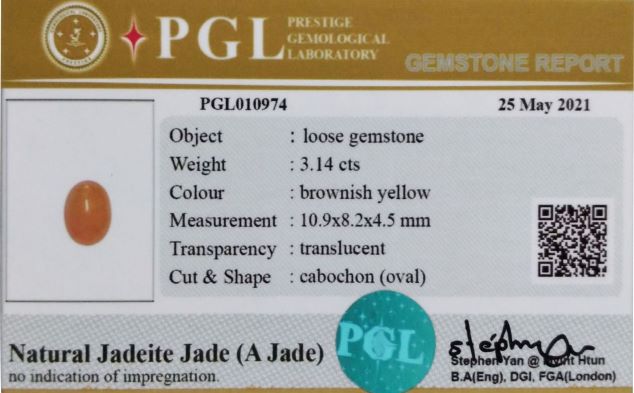 PGL
PRESTIGE
GEMOLOGICAL
LABORATORY
GEMSTONE REPORT
PGL010974 25 May 2021
Object : loose gemstone
Weight : 3.14 cts
Colour : brownish yellow
Measurement : 10.9x8.2x4.5 mm
Transparency : translucent
Cut & Shape : cabochon (oval)
PGL
Stephen Yan @ Htun
B.A(Eng), DGI, FGA(London)
Natural Jadeite Jade (A Jade)
no indication of impregnation.